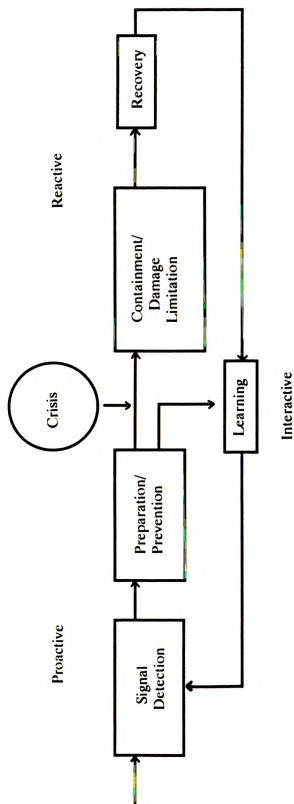 Proactive
Reactive
Crisis
Signal
Detection
Preparation/
Prevention
Containment/
Damage
Limitation
Recovery
Learning
Interactive